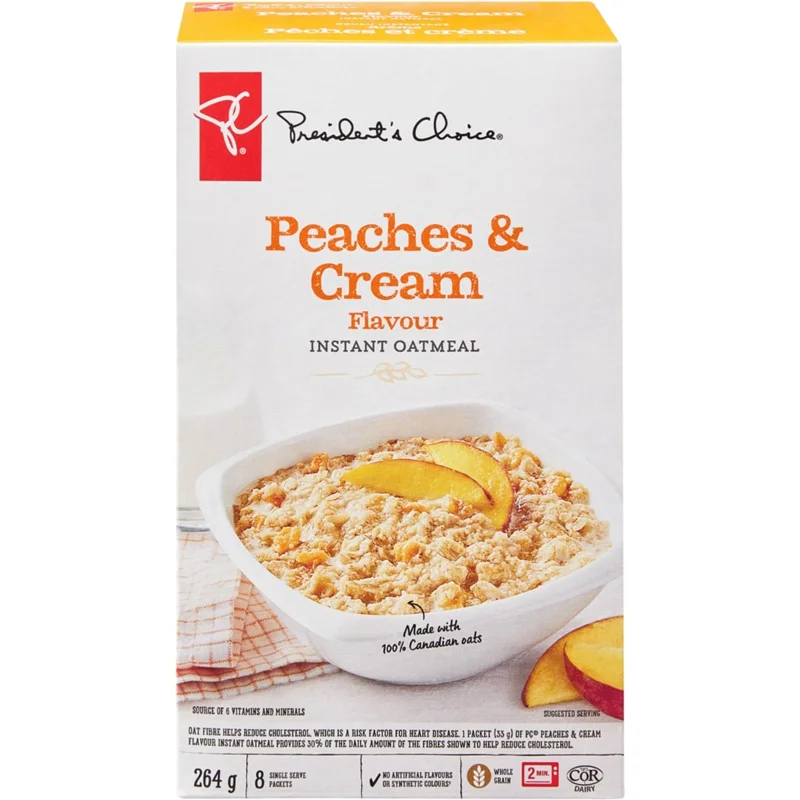 Peaches & Cream
INSTANT OATMEAL
GRUAU INSTANTANÉ
Pêches et crème
PC®
President's Choice®
Peaches &
Cream
Flavour
INSTANT OATMEAL
Made with
100% Canadian oats
SOURCE OF 6 VITAMINS AND MINERALS
SUGGESTED SERVING
OAT FIBRE HELPS REDUCE CHOLESTEROL, WHICH IS A RISK FACTOR FOR HEART DISEASE. 1 PACKET (33 g) OF PC® PEACHES & CREAM
FLAVOUR INSTANT OATMEAL PROVIDES 30% OF THE DAILY AMOUNT OF THE FIBRES SHOWN TO HELP REDUCE CHOLESTEROL.
264 g
8 SINGLE SERVE
PACKETS
NO ARTIFICIAL FLAVOURS
OR SYNTHETIC COLOURS†
WHOLE
GRAIN
2 MIN.
COR
DAIRY